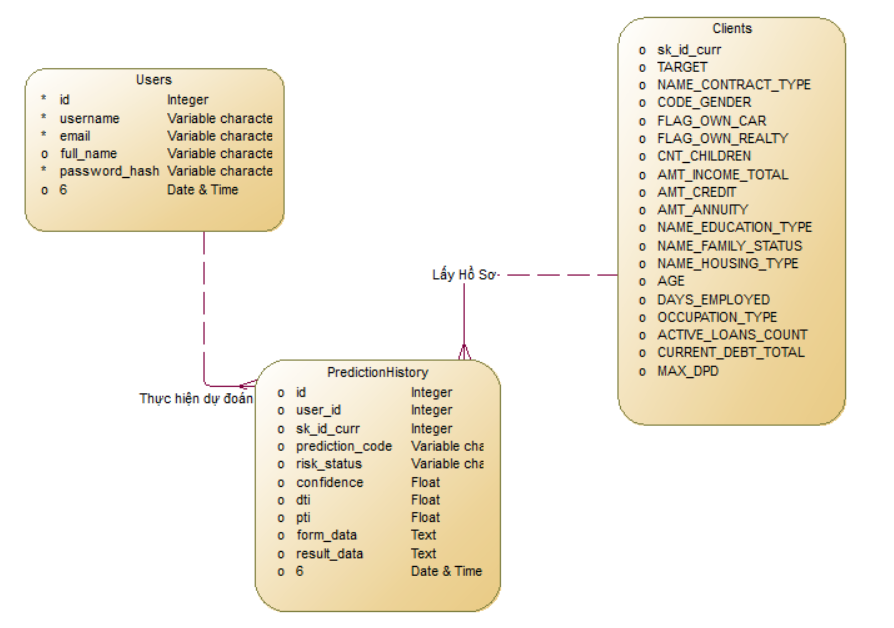 Users
* id Integer
* username Variable characte
* email Variable characte
o full_name Variable characte
* password_hash Variable characte
o 6 Date & Time
Clients
o sk_id_curr
o TARGET
o NAME_CONTRACT_TYPE
o CODE_GENDER
o FLAG_OWN_CAR
o FLAG_OWN_REALTY
o CNT_CHILDREN
o AMT_INCOME_TOTAL
o AMT_CREDIT
o AMT_ANNUITY
o NAME_EDUCATION_TYPE
o NAME_FAMILY_STATUS
o NAME_HOUSING_TYPE
o AGE
o DAYS_EMPLOYED
o OCCUPATION_TYPE
o ACTIVE_LOANS_COUNT
o CURRENT_DEBT_TOTAL
o MAX_DPD
Lấy Hồ Sơ
Thực hiện dự đoán
PredictionHistory
o id Integer
o user_id Integer
o sk_id_curr Integer
o prediction_code Variable cha
o risk_status Variable cha
o confidence Float
o dti Float
o pti Float
o form_data Text
o result_data Text
o 6 Date & Time